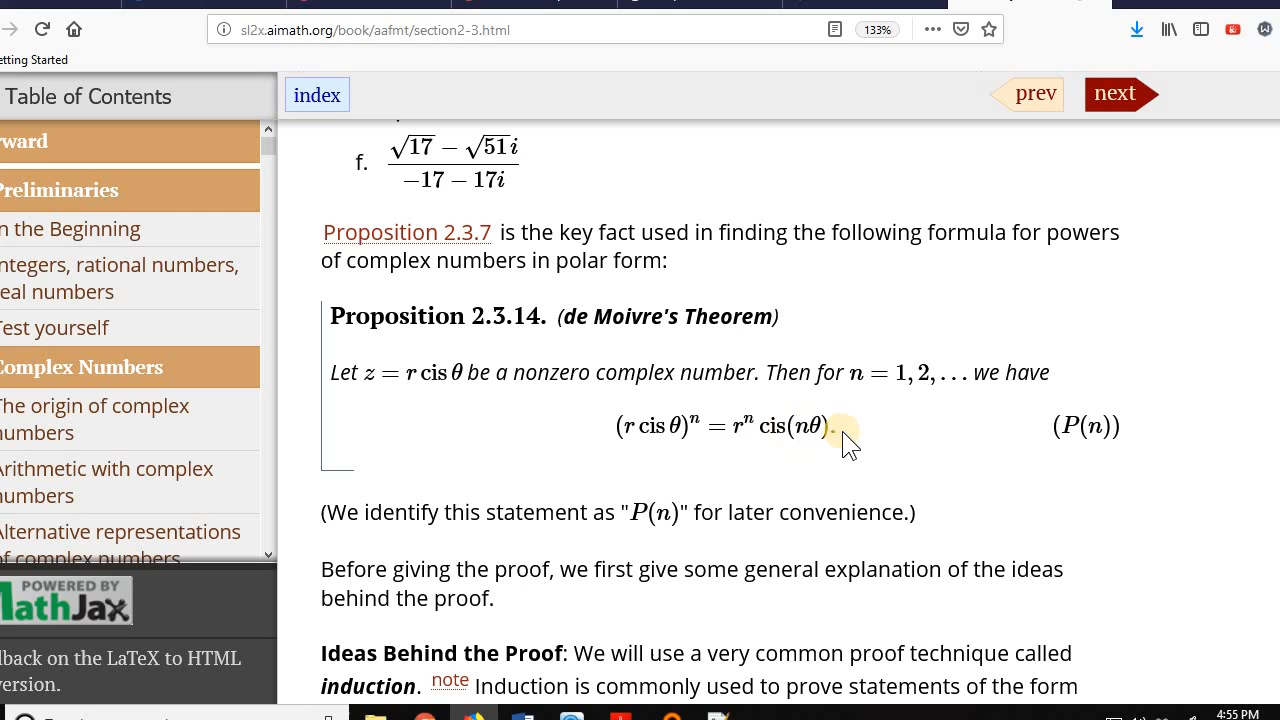 sl2x.aimath.org/book/aafmt/section2-3.html
133%
etting Started
Table of Contents
index
prev
next
rward
Preliminaries
n the Beginning
ntegers, rational numbers,
eal numbers
Test yourself
Complex Numbers
The origin of complex
numbers
Arithmetic with complex
numbers
Alternative representations
of complex numbers
POWERED BY
MathJax
dback on the LaTeX to HTML
version.
f. √17 − √51i
−17 − 17i
Proposition 2.3.7 is the key fact used in finding the following formula for powers
of complex numbers in polar form:
Proposition 2.3.14. (de Moivre's Theorem)
Let z = r cis θ be a nonzero complex number. Then for n = 1, 2, … we have
(r cis θ)ⁿ = rⁿ cis(nθ). (P(n))
(We identify this statement as "P(n)" for later convenience.)
Before giving the proof, we first give some general explanation of the ideas
behind the proof.
Ideas Behind the Proof: We will use a very common proof technique called
induction. note Induction is commonly used to prove statements of the form
4:55 PM